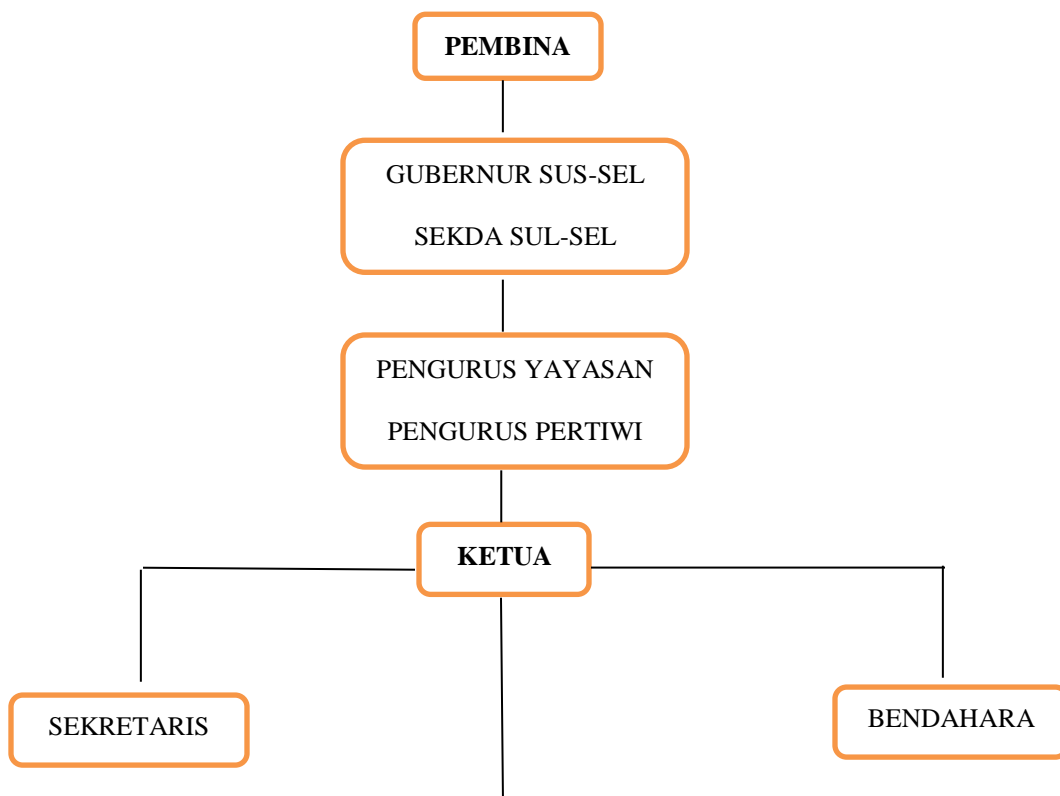 PEMBINA
GUBERNUR SUS-SEL
SEKDA SUL-SEL
PENGURUS YAYASAN
PENGURUS PERTIWI
KETUA
SEKRETARIS
BENDAHARA